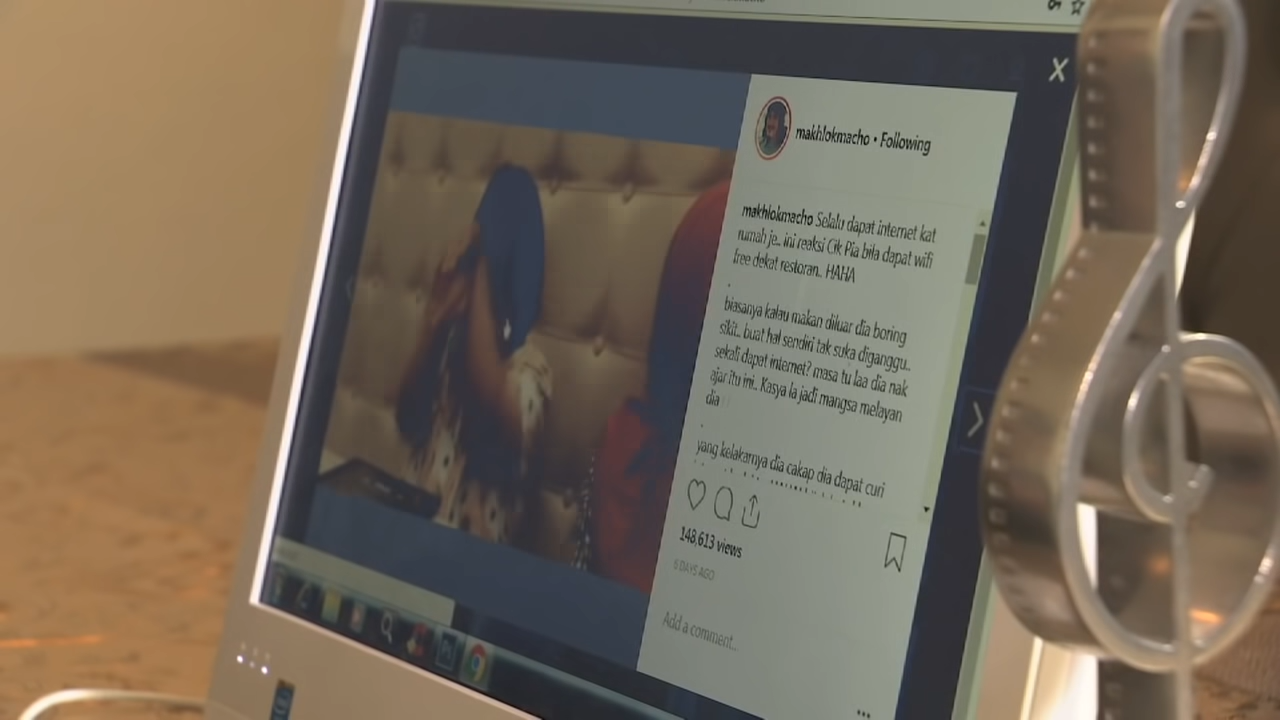 makhlokmacho • Following
makhlokmacho Selalu dapat internet kat
rumah je.. ini reaksi Cik Pia bila dapat wifi
free dekat restoran.. HAHA
.
biasanya kalau makan diluar dia boring
sikit.. buat hal sendiri tak suka diganggu..
sekali dapat internet? masa tu laa dia nak
ajar itu ini.. Kasya la jadi mangsa melayan
dia
.
yang kelakarnya dia cakap dia dapat curi
148,613 views
6 DAYS AGO
Add a comment..